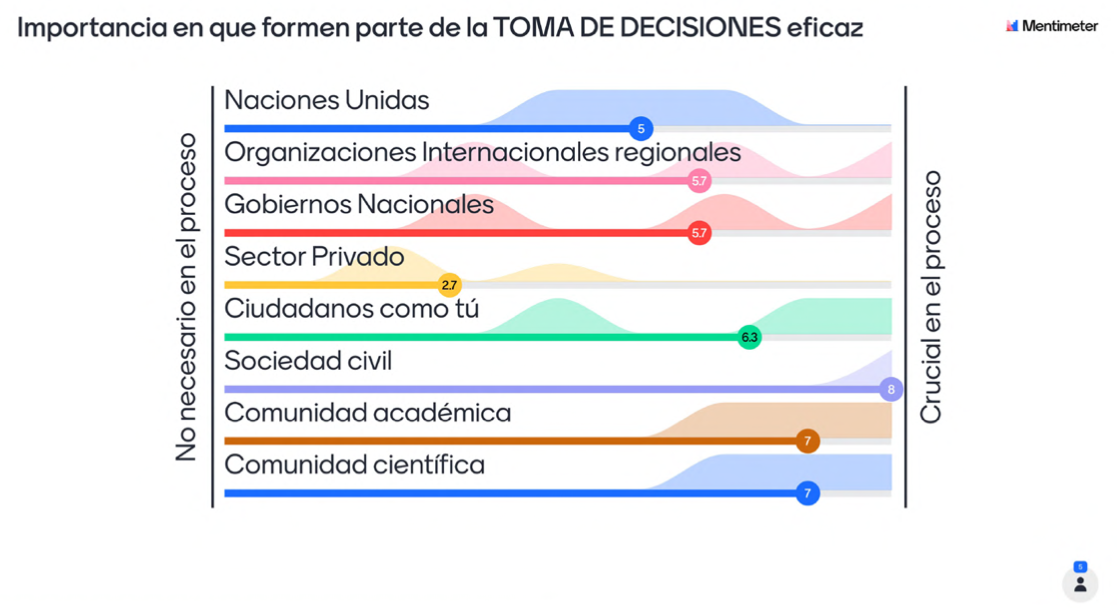 Importancia en que formen parte de la TOMA DE DECISIONES eficaz
Mentimeter
No necesario en el proceso
Naciones Unidas
5
Organizaciones Internacionales regionales
5.7
Gobiernos Nacionales
5.7
Sector Privado
2.7
Ciudadanos como tú
6.3
Sociedad civil
8
Comunidad académica
7
Comunidad científica
7
Crucial en el proceso
5